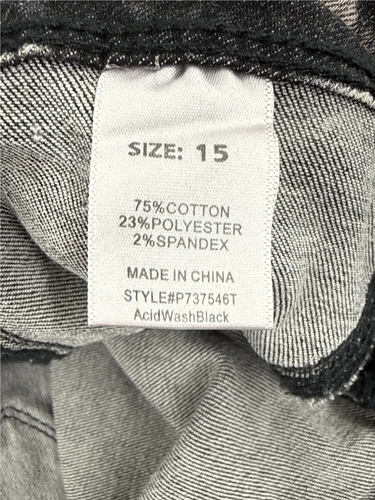 SIZE: 15
75%COTTON
23%POLYESTER
2%SPANDEX
MADE IN CHINA
STYLE#P737546T
AcidWashBlack